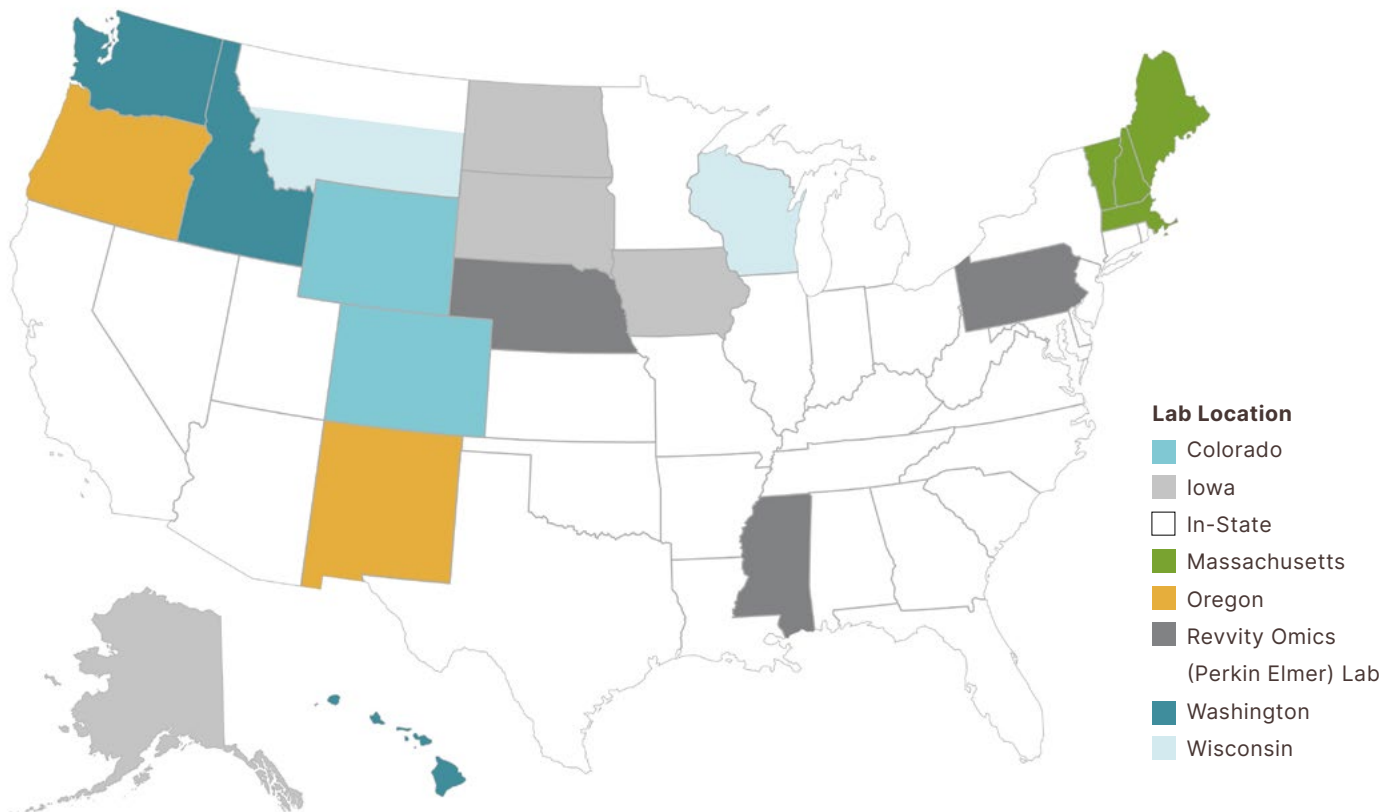 Lab Location
Colorado
Iowa
In-State
Massachusetts
Oregon
Revvity Omics
(Perkin Elmer) Lab
Washington
Wisconsin